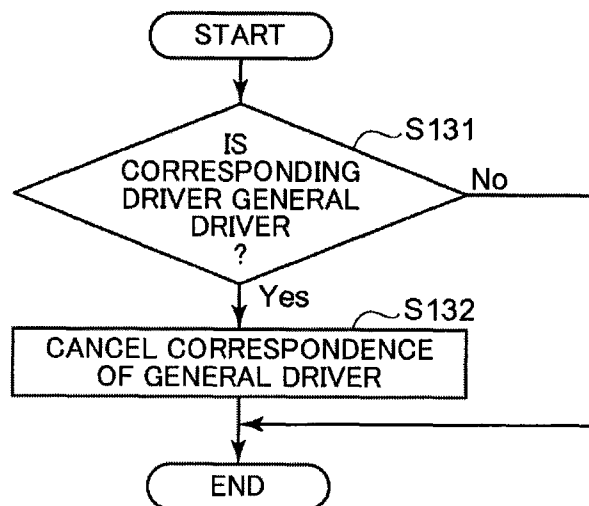 START
S131
IS
CORRESPONDING
DRIVER GENERAL
DRIVER
?
No
Yes
S132
CANCEL CORRESPONDENCE
OF GENERAL DRIVER
END